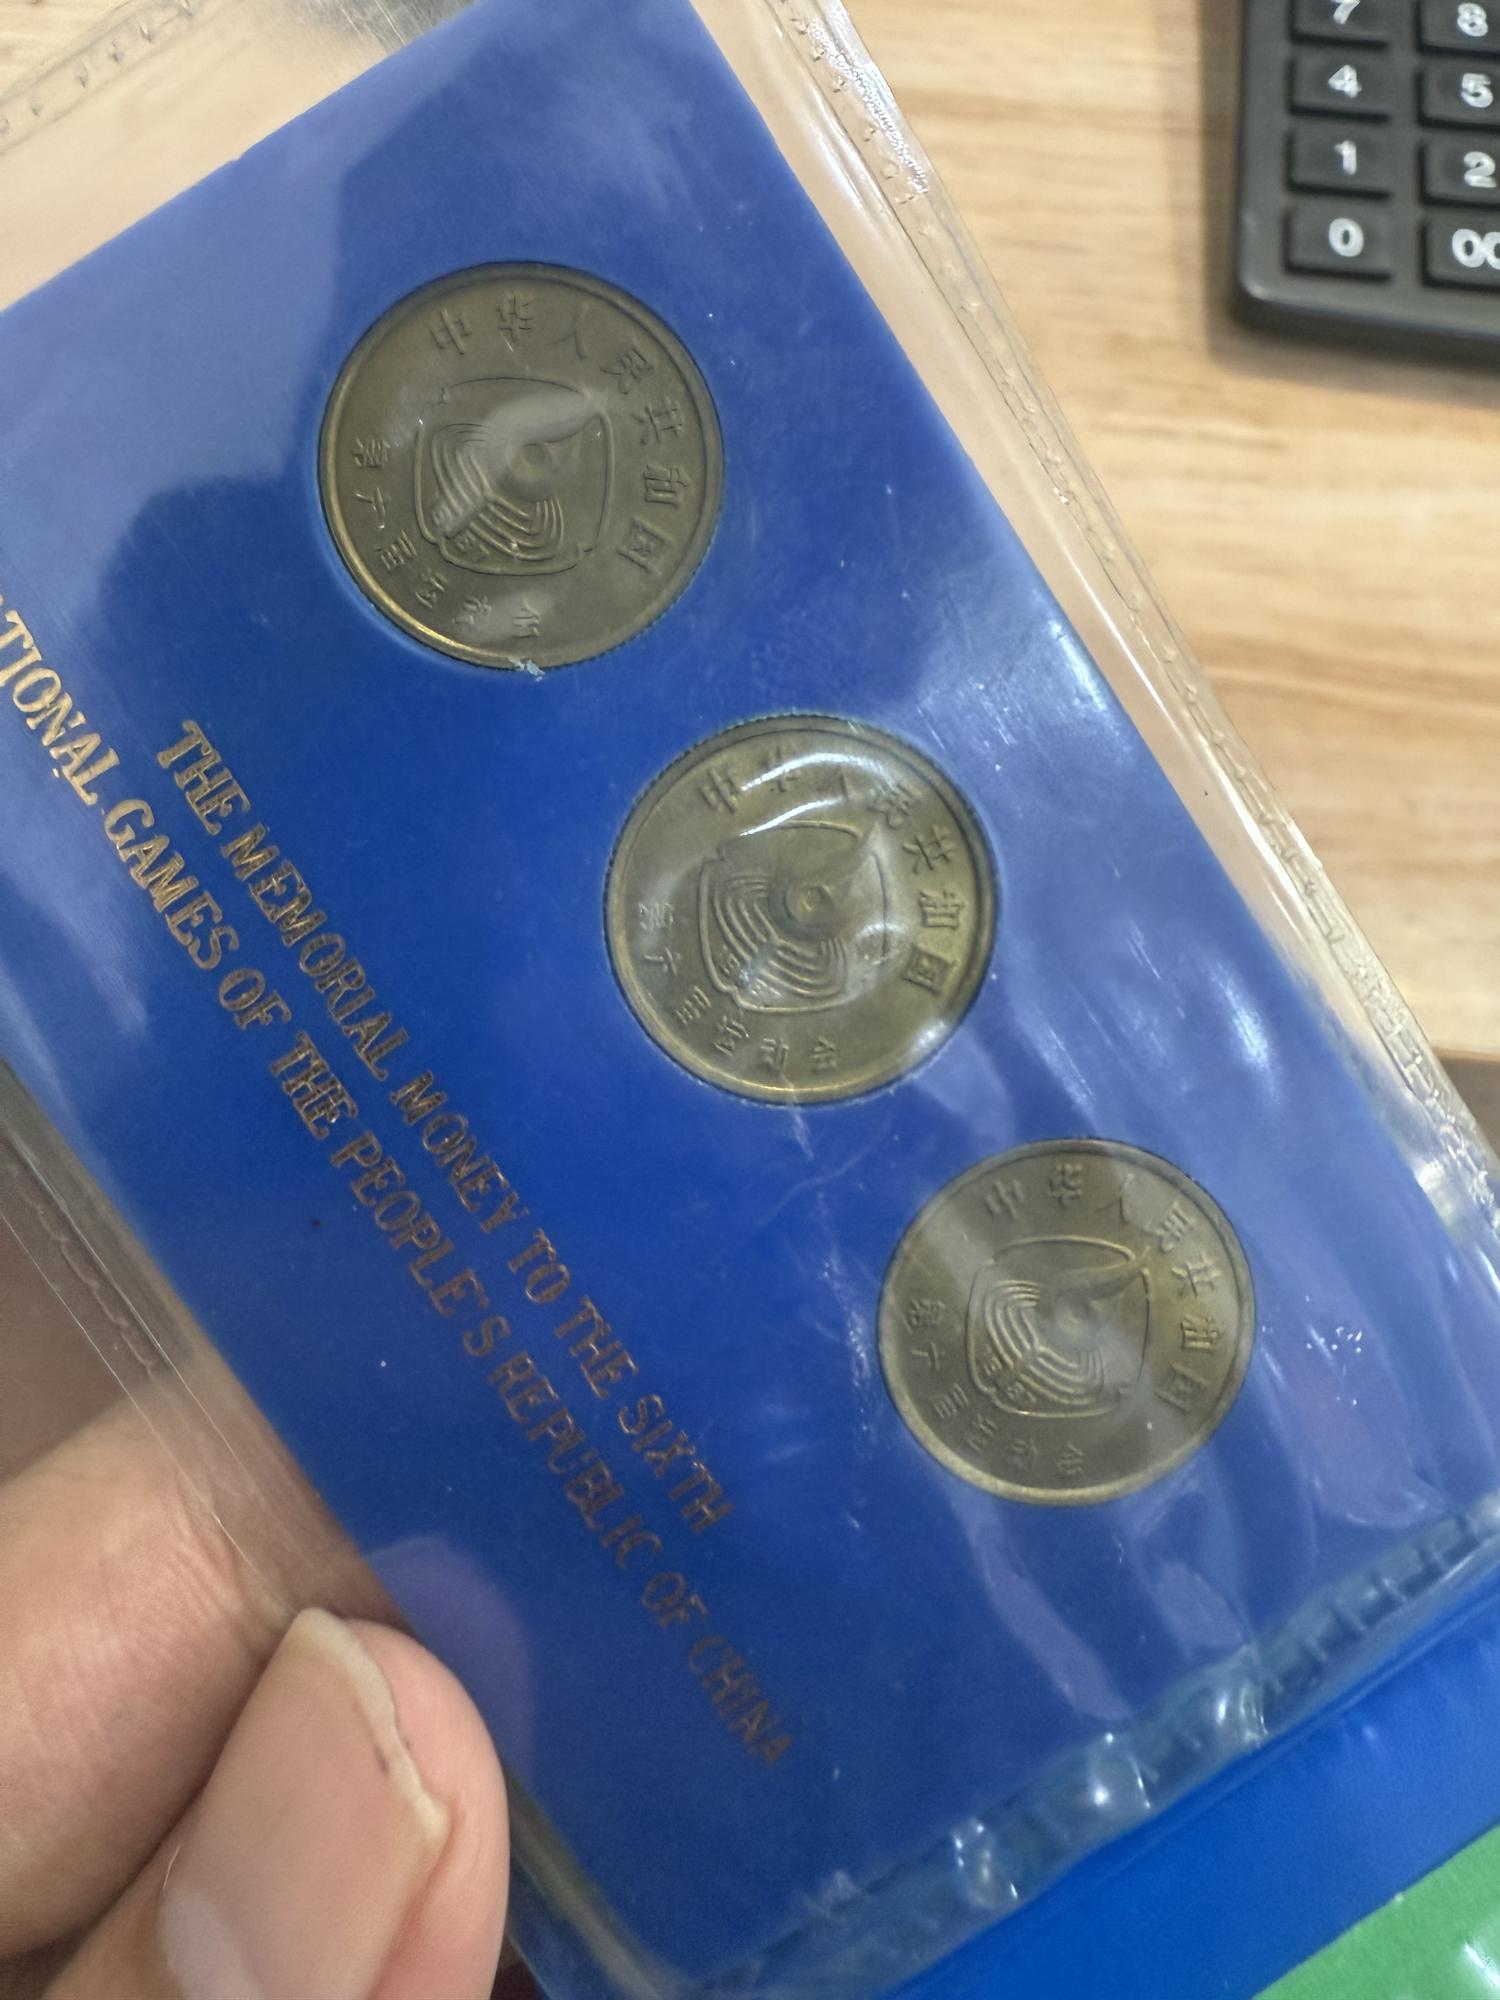 中华人民共和国
第六届运动会
中华人民共和国
第六届运动会
中华人民共和国
第六届运动会
THE MEMORIAL MONEY TO THE SIXTH
TIONAL GAMES OF THE PEOPLE'S REPUBLIC OF CHINA
7 8
4 5
1 2
0 00